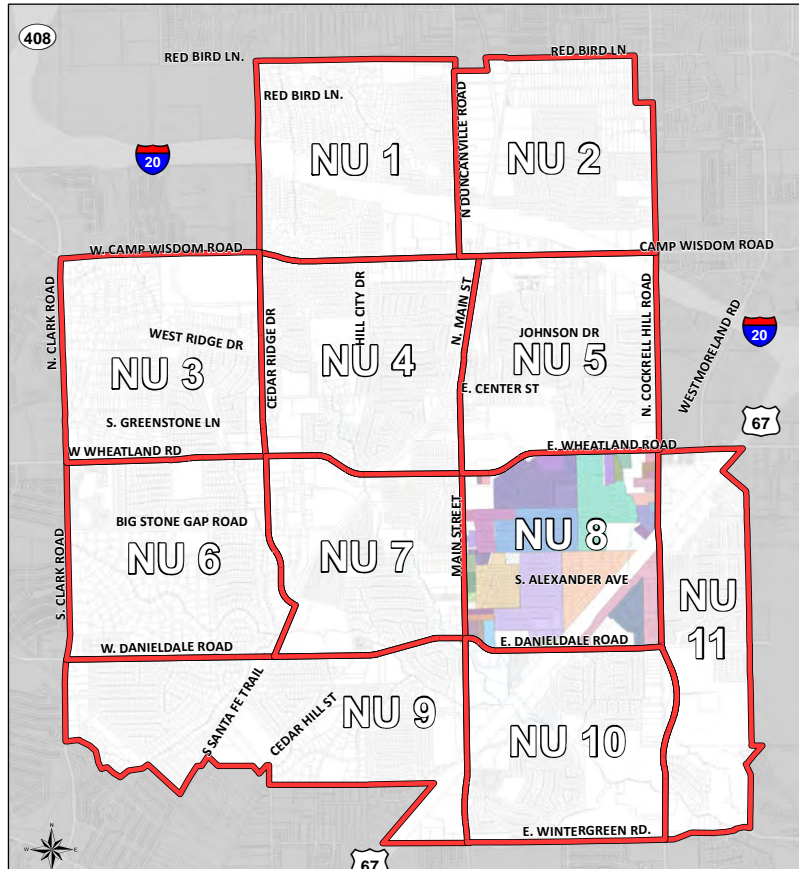 408
RED BIRD LN.
RED BIRD LN
RED BIRD LN.
N DUNCANVILLE ROAD
NU 1
NU 2
20
W. CAMP WISDOM ROAD
CAMP WISDOM ROAD
N. CLARK ROAD
CEDAR RIDGE DR
HILL CITY DR
N. MAIN ST
N. COCKRELL HILL ROAD
WESTMORELAND RD
20
WEST RIDGE DR
JOHNSON DR
NU 3
NU 4
NU 5
E. CENTER ST
S. GREENSTONE LN
67
W WHEATLAND RD
E. WHEATLAND ROAD
S. CLARK ROAD
MAIN STREET
BIG STONE GAP ROAD
NU 6
NU 7
NU 8
S. ALEXANDER AVE
NU
11
W. DANIELDALE ROAD
E. DANIELDALE ROAD
S SANTA FE TRAIL
CEDAR HILL ST
NU 9
NU 10
E. WINTERGREEN RD.
N
W
E
S
67